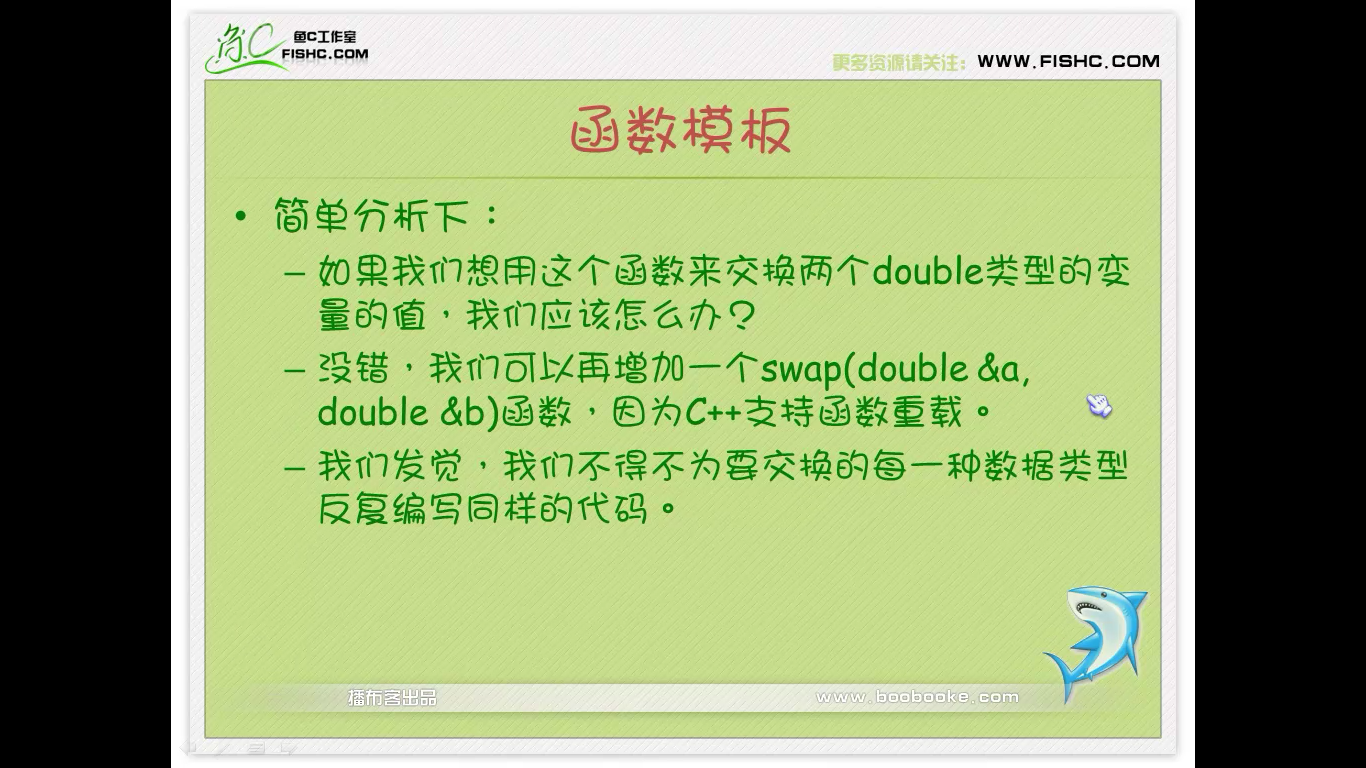 鱼C工作室
FISHC.COM
更多资源请关注: WWW.FISHC.COM
函数模板
• 简单分析下：
– 如果我们想用这个函数来交换两个double类型的变
量的值，我们应该怎么办？
– 没错，我们可以再增加一个swap(double &a,
double &b)函数，因为C++支持函数重载。
– 我们发觉，我们不得不为要交换的每一种数据类型
反复编写同样的代码。
播布客出品
www.boobooke.com